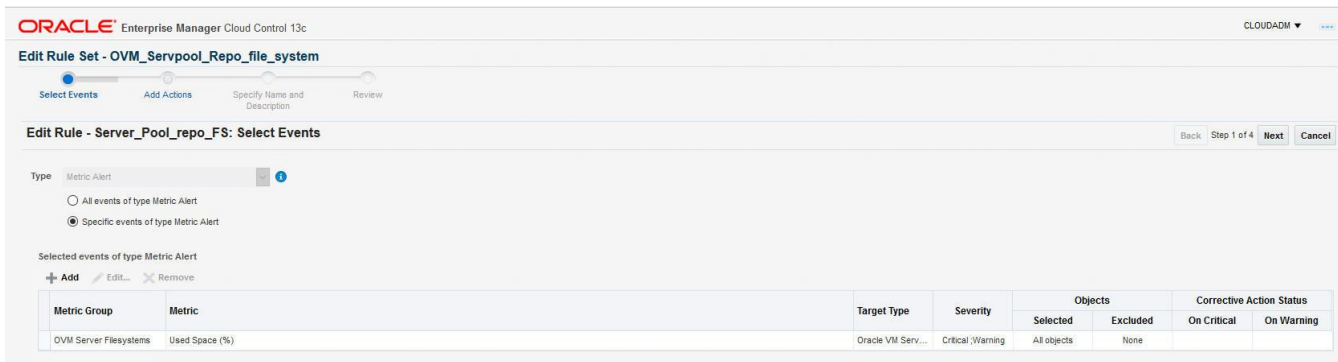 ORACLE Enterprise Manager Cloud Control 13c
CLOUDADM
Edit Rule Set - OVM_Servpool_Repo_file_system
Select Events Add Actions Specify Name and Description Review
Edit Rule - Server_Pool_repo_FS: Select Events
Back Step 1 of 4 Next Cancel
Type Metric Alert
All events of type Metric Alert
Specific events of type Metric Alert
Selected events of type Metric Alert
Add Edit... Remove
Metric Group Metric Target Type Severity Objects Corrective Action Status
Selected Excluded On Critical On Warning
OVM Server Filesystems Used Space (%) Oracle VM Serv... Critical ;Warning All objects None